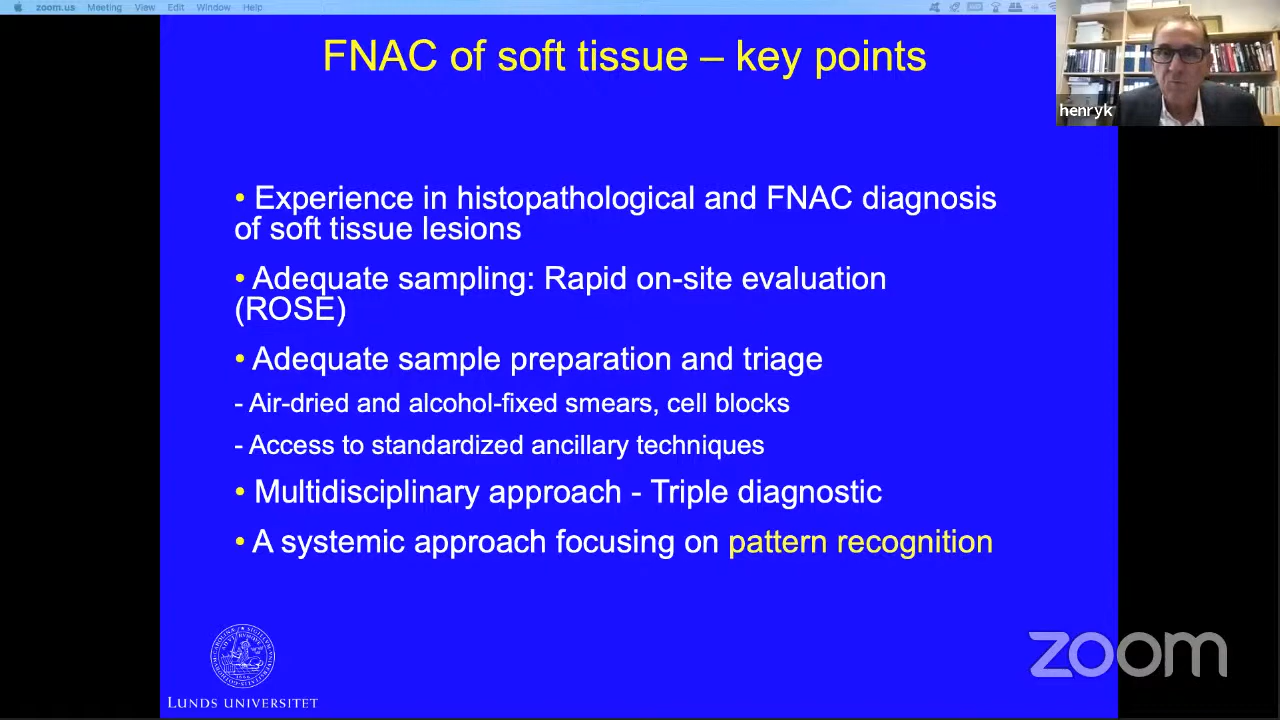 zoom.us Meeting View Edit Window Help
FNAC of soft tissue – key points
henryk
• Experience in histopathological and FNAC diagnosis
of soft tissue lesions
• Adequate sampling: Rapid on-site evaluation
(ROSE)
• Adequate sample preparation and triage
- Air-dried and alcohol-fixed smears, cell blocks
- Access to standardized ancillary techniques
• Multidisciplinary approach - Triple diagnostic
• A systemic approach focusing on pattern recognition
zoom
LUNDS UNIVERSITET